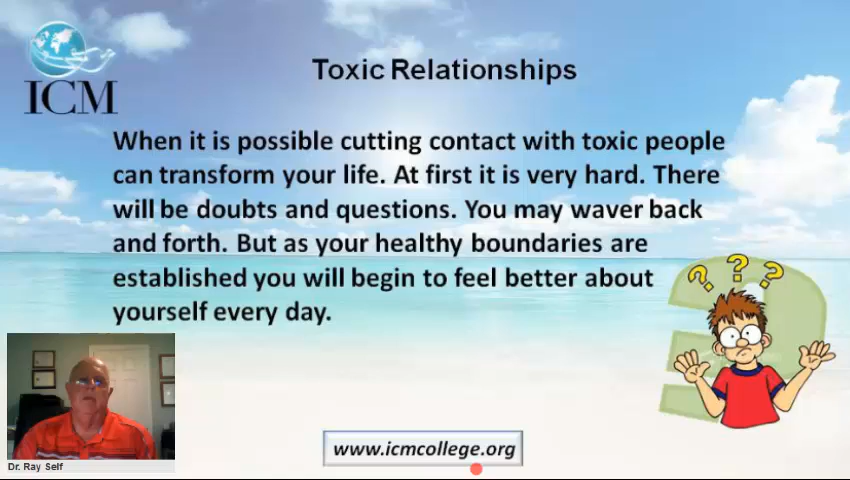 ICM
Toxic Relationships
When it is possible cutting contact with toxic people
can transform your life. At first it is very hard. There
will be doubts and questions. You may waver back
and forth. But as your healthy boundaries are
established you will begin to feel better about
yourself every day.
???
Dr. Ray Self
www.icmcollege.org